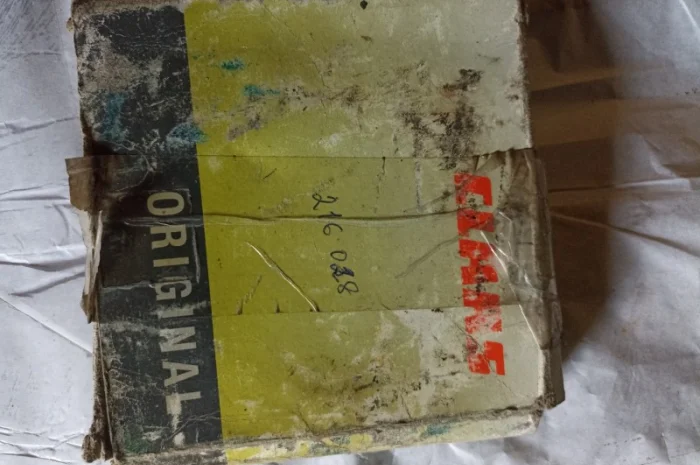 CLAAS
216 028
ORIGINAL